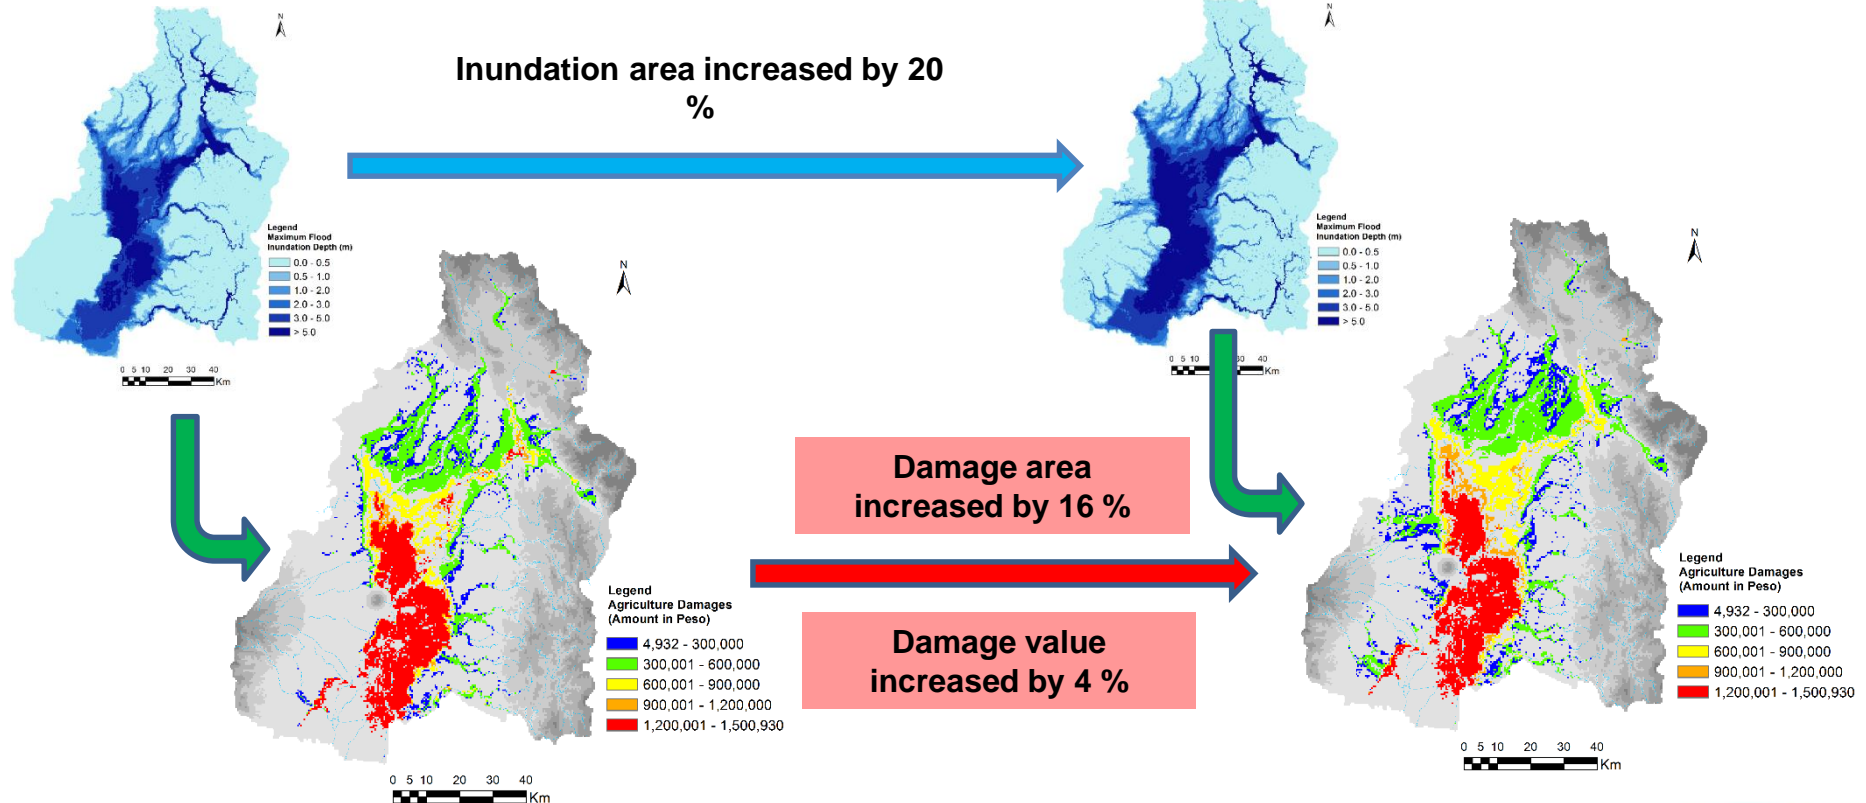 N
N
Inundation area increased by 20
%
Legend
Maximum Flood
Inundation Depth (m)
0.0 - 0.5
0.5 - 1.0
1.0 - 2.0
2.0 - 3.0
3.0 - 5.0
> 5.0
0 5 10 20 30 40
Km
Legend
Maximum Flood
Inundation Depth (m)
0.0 - 0.5
0.5 - 1.0
1.0 - 2.0
2.0 - 3.0
3.0 - 5.0
> 5.0
0 5 10 30 40
Km
N
N
Damage area
increased by 16 %
Damage value
increased by 4 %
Legend
Agriculture Damages
(Amount in Peso)
4,932 - 300,000
300,001 - 600,000
600,001 - 900,000
900,001 - 1,200,000
1,200,001 - 1,500,930
0 5 10 20 30 40
Km
Legend
Agriculture Damages
(Amount in Peso)
4,932 - 300,000
300,001 - 600,000
600,001 - 900,000
900,001 - 1,200,000
1,200,001 - 1,500,930
0 5 10 20 30 40
Km